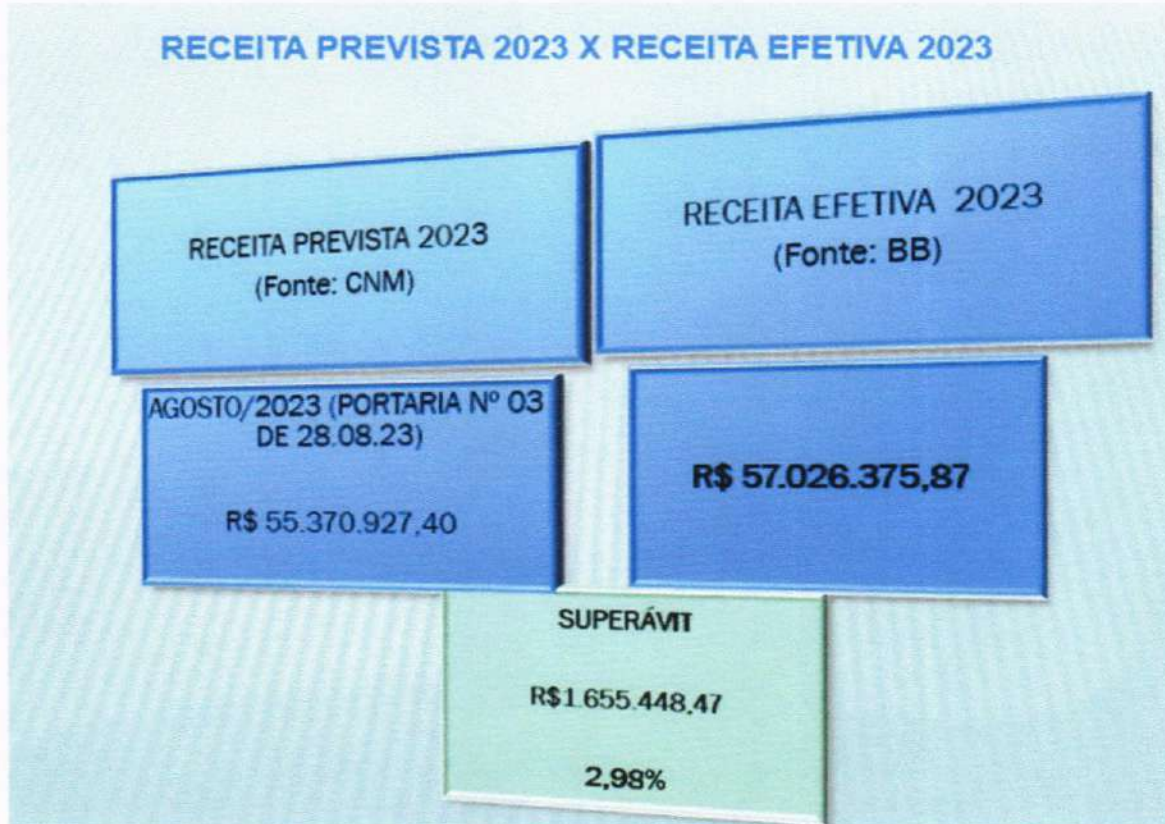 RECEITA PREVISTA 2023 X RECEITA EFETIVA 2023
RECEITA PREVISTA 2023
(Fonte: CNM)
RECEITA EFETIVA 2023
(Fonte: BB)
AGOSTO/2023 (PORTARIA Nº 03
DE 28.08.23)
R$ 55.370.927,40
R$ 57.026.375,87
SUPERÁVIT
R$1.655.448,47
2,98%